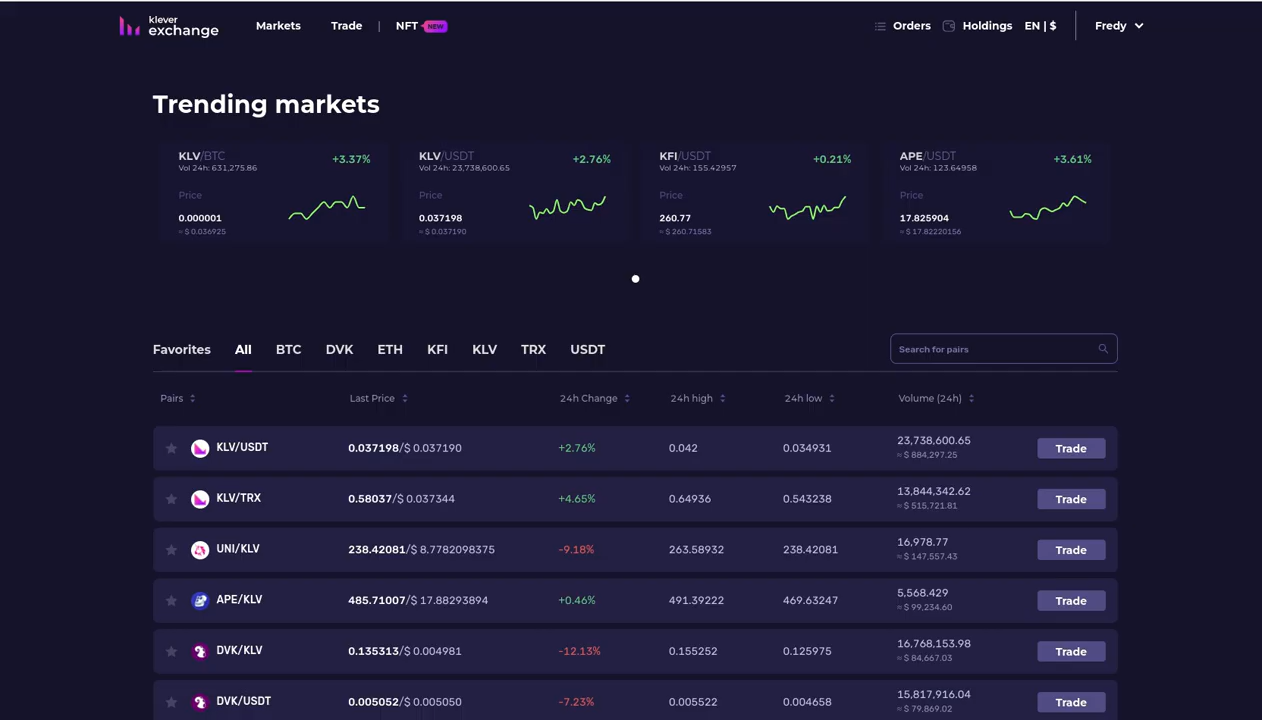 klever
exchange
Markets Trade | NFT NEW Orders Holdings EN | $ Fredy
Trending markets
KLV/BTC +3.37%
Vol 24h: 631,275.86
Price
0.000001
≈ $ 0.036925
KLV/USDT +2.76%
Vol 24h: 23,738,600.65
Price
0.037198
≈ $ 0.037190
KFI/USDT +0.21%
Vol 24h: 155.42957
Price
260.77
≈ $ 260.71583
APE/USDT +3.61%
Vol 24h: 123.64958
Price
17.825904
≈ $ 17.82220156
Favorites All BTC DVK ETH KFI KLV TRX USDT Search for pairs
Pairs Last Price 24h Change 24h high 24h low Volume (24h)
KLV/USDT 0.037198/$ 0.037190 +2.76% 0.042 0.034931 23,738,600.65 Trade
≈ $ 884,297.25
KLV/TRX 0.58037/$ 0.037344 +4.65% 0.64936 0.543238 13,844,342.62 Trade
≈ $ 515,721.81
UNI/KLV 238.42081/$ 8.7782098375 -9.18% 263.58932 238.42081 16,978.77 Trade
≈ $ 147,557.43
APE/KLV 485.71007/$ 17.88293894 +0.46% 491.39222 469.63247 5,568.429 Trade
≈ $ 99,234.60
DVK/KLV 0.135313/$ 0.004981 -12.13% 0.155252 0.125975 16,768,153.98 Trade
≈ $ 84,667.03
DVK/USDT 0.005052/$ 0.005050 -7.23% 0.005522 0.004658 15,817,916.04 Trade
≈ $ 79,869.02